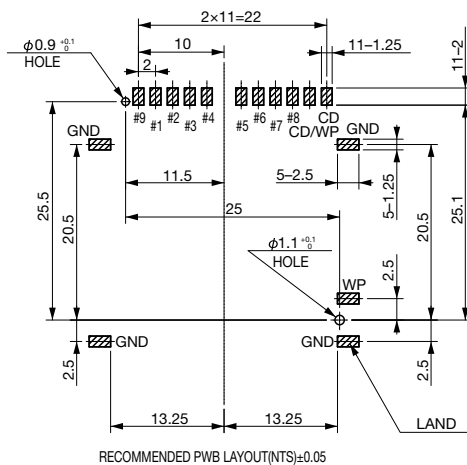 2×11=22
φ0.9 +0.1 0
HOLE
10
11–1.25
2
11–2
#9
#1
#2
#3
#4
#5
#6
#7
#8
CD
CD/WP
GND
GND
11.5
5–2.5
5–1.25
25
25.5
20.5
φ1.1 +0.1 0
HOLE
2.5
20.5
25.1
WP
GND
GND
2.5
2.5
13.25
13.25
LAND
RECOMMENDED PWB LAYOUT(NTS)±0.05